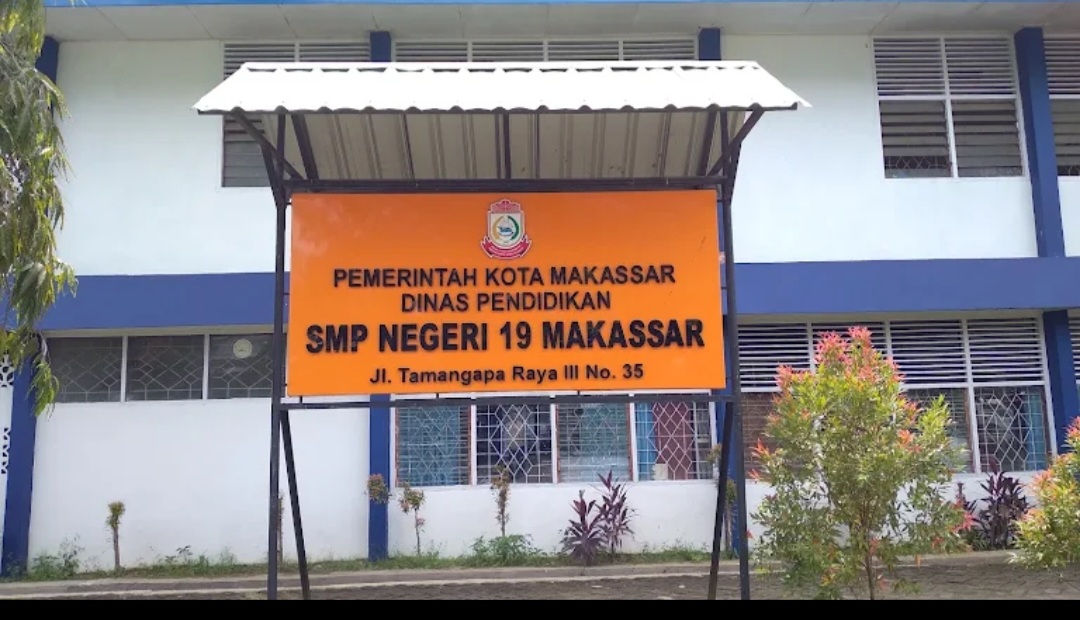 PEMERINTAH KOTA MAKASSAR
DINAS PENDIDIKAN
SMP NEGERI 19 MAKASSAR
Jl. Tamangapa Raya III No. 35